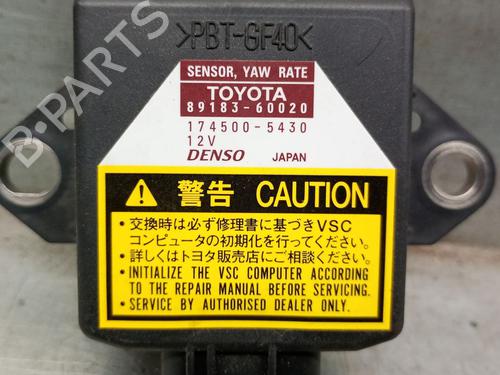 >PBT-GF40<
SENSOR, YAW RATE
TOYOTA
89183-60020
174500-5430
12V
DENSO JAPAN
警告 CAUTION
・交換時は必ず修理書に基づきVSC
コンピュータの初期化を行ってください。
・詳しくはトヨタ販売店にご相談ください。
・INITIALIZE THE VSC COMPUTER ACCORDING
TO THE REPAIR MANUAL BEFORE SERVICING.
・SERVICE BY AUTHORISED DEALER ONLY.
B-PARTS